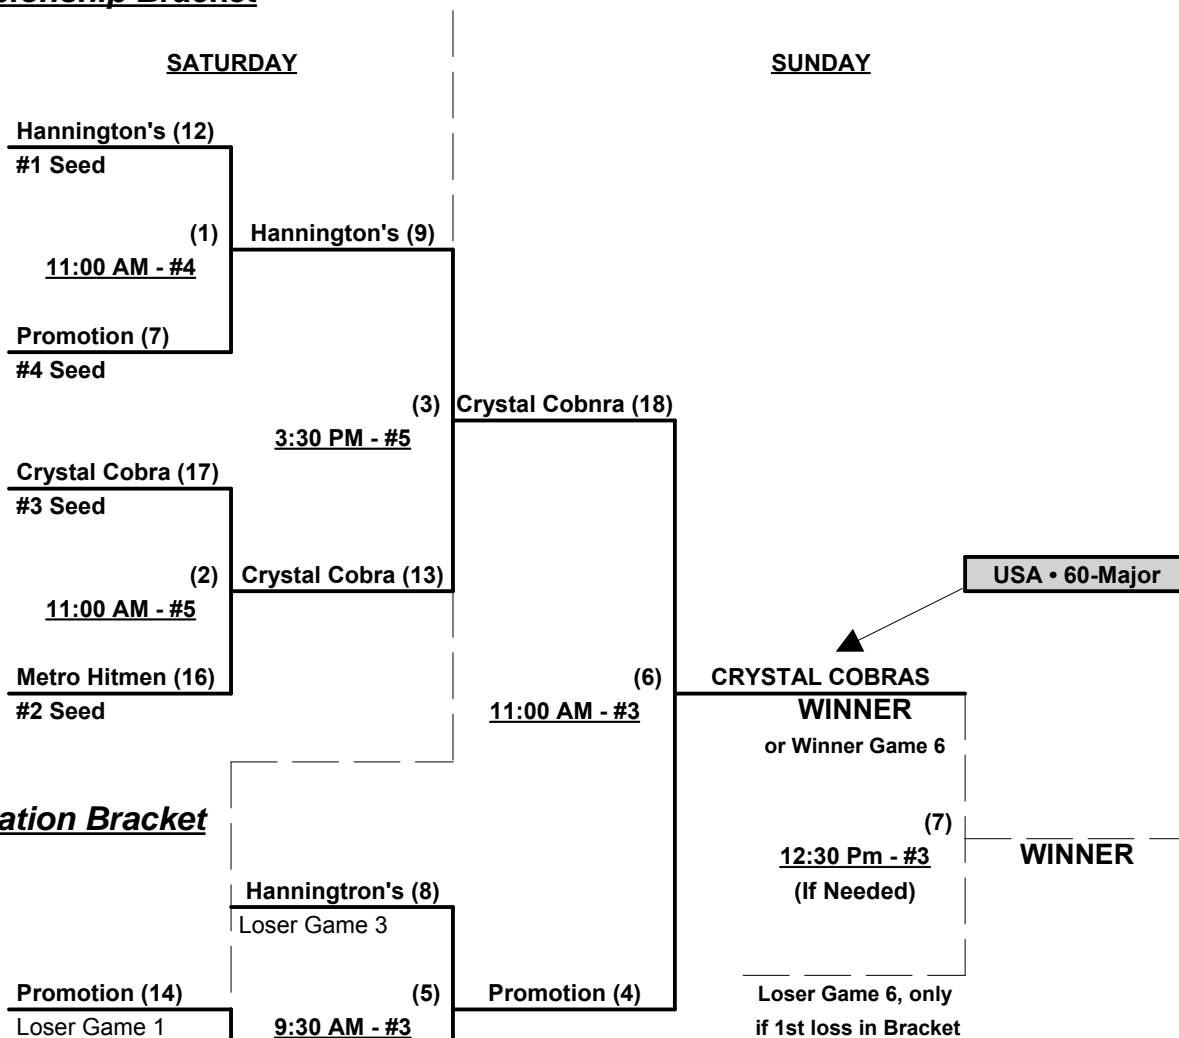 SATURDAY
SUNDAY
Hannington's (12)
#1 Seed
(1)
Hannington's (9)
11:00 AM - #4
Promotion (7)
#4 Seed
(3)
Crystal Cobnra (18)
3:30 PM - #5
Crystal Cobra (17)
#3 Seed
(2)
Crystal Cobra (13)
USA • 60-Major
11:00 AM - #5
Metro Hitmen (16)
(6)
CRYSTAL COBRAS
#2 Seed
11:00 AM - #3
WINNER
or Winner Game 6
ation Bracket
(7)
12:30 Pm - #3
WINNER
(If Needed)
Hanningtron's (8)
Loser Game 3
Promotion (14)
(5)
Promotion (4)
Loser Game 6, only
Loser Game 1
9:30 AM - #3
if 1st loss in Bracket